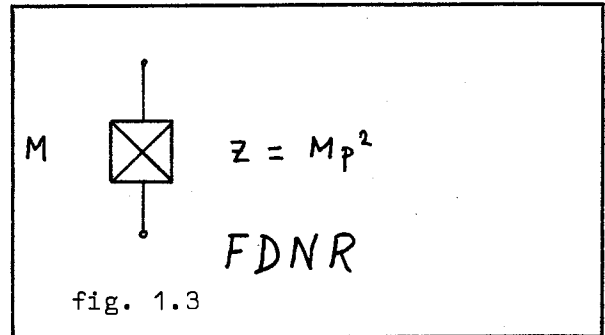 M Z = Mp²
FDNR
fig. 1.3